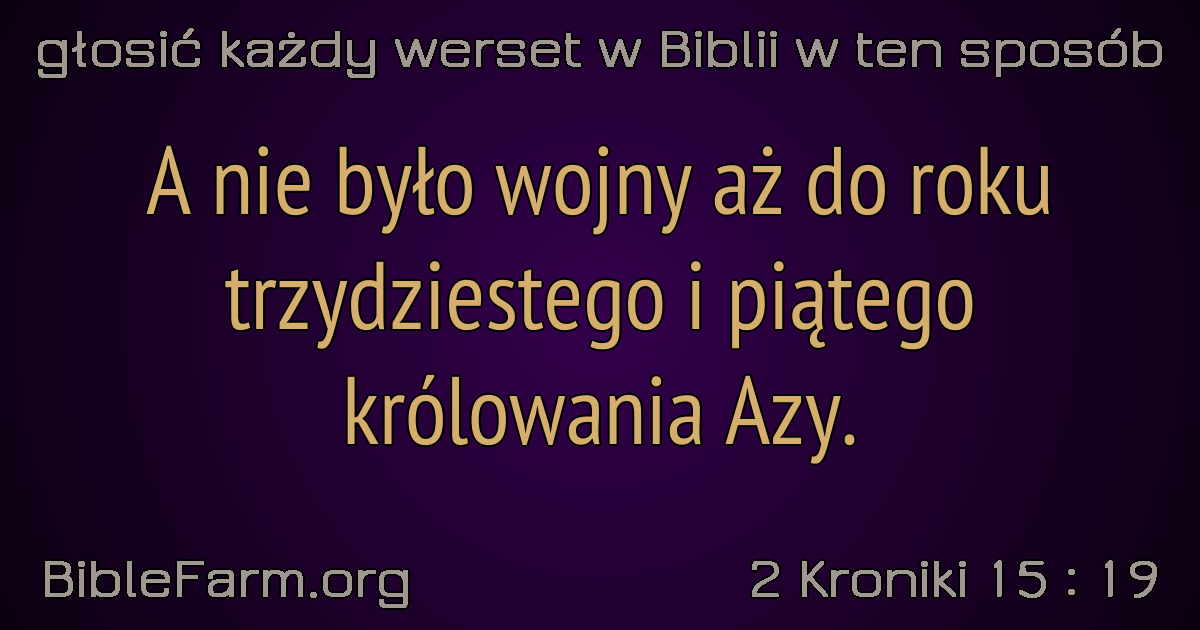 głosić każdy werset w Biblii w ten sposób
A nie było wojny aż do roku
trzydziestego i piątego
królowania Azy.
BibleFarm.org
2 Kroniki 15 : 19